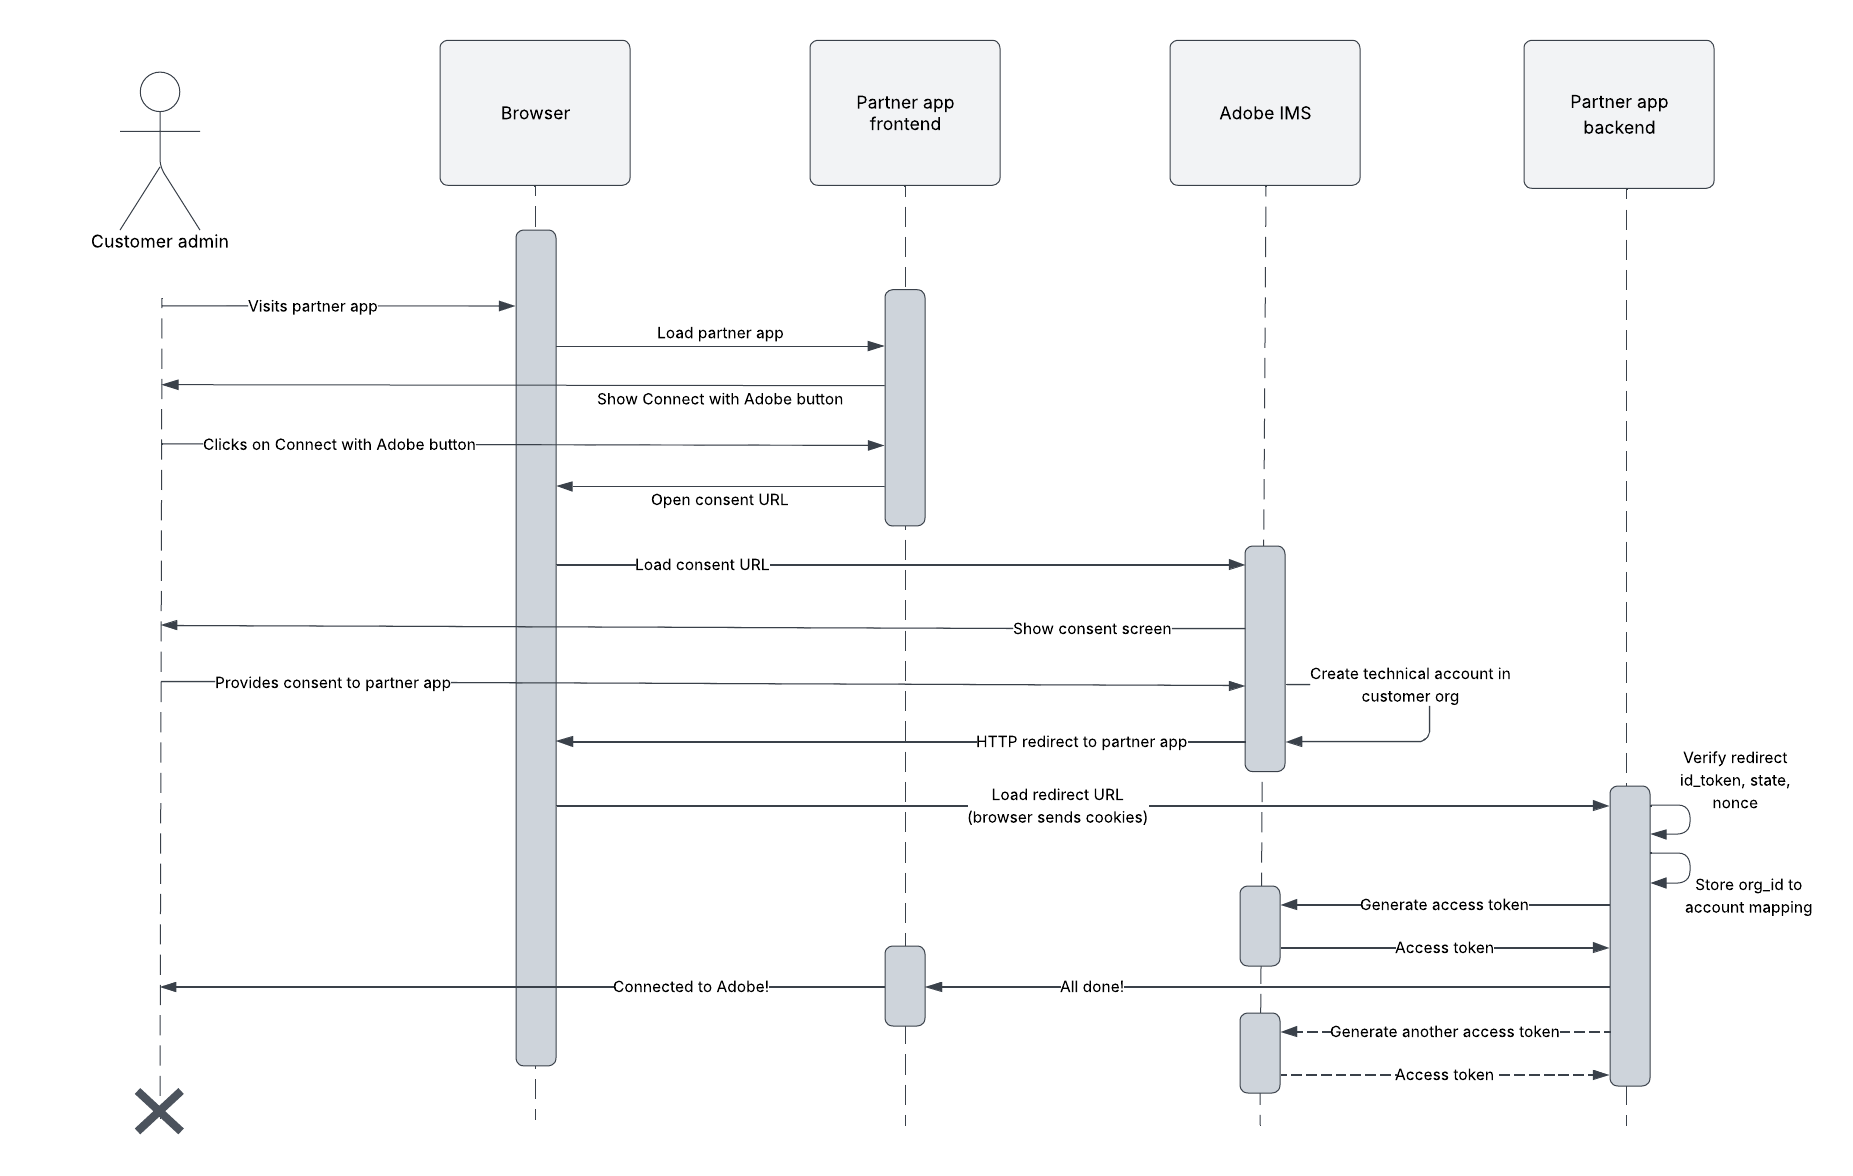 Browser
Partner app
frontend
Adobe IMS
Partner app
backend
Customer admin
Visits partner app
Load partner app
Show Connect with Adobe button
Clicks on Connect with Adobe button
Open consent URL
Load consent URL
Show consent screen
Provides consent to partner app
Create technical account in
customer org
HTTP redirect to partner app
Verify redirect
id_token, state,
nonce
Load redirect URL
(browser sends cookies)
Store org_id to
account mapping
Generate access token
Access token
Connected to Adobe!
All done!
Generate another access token
Access token